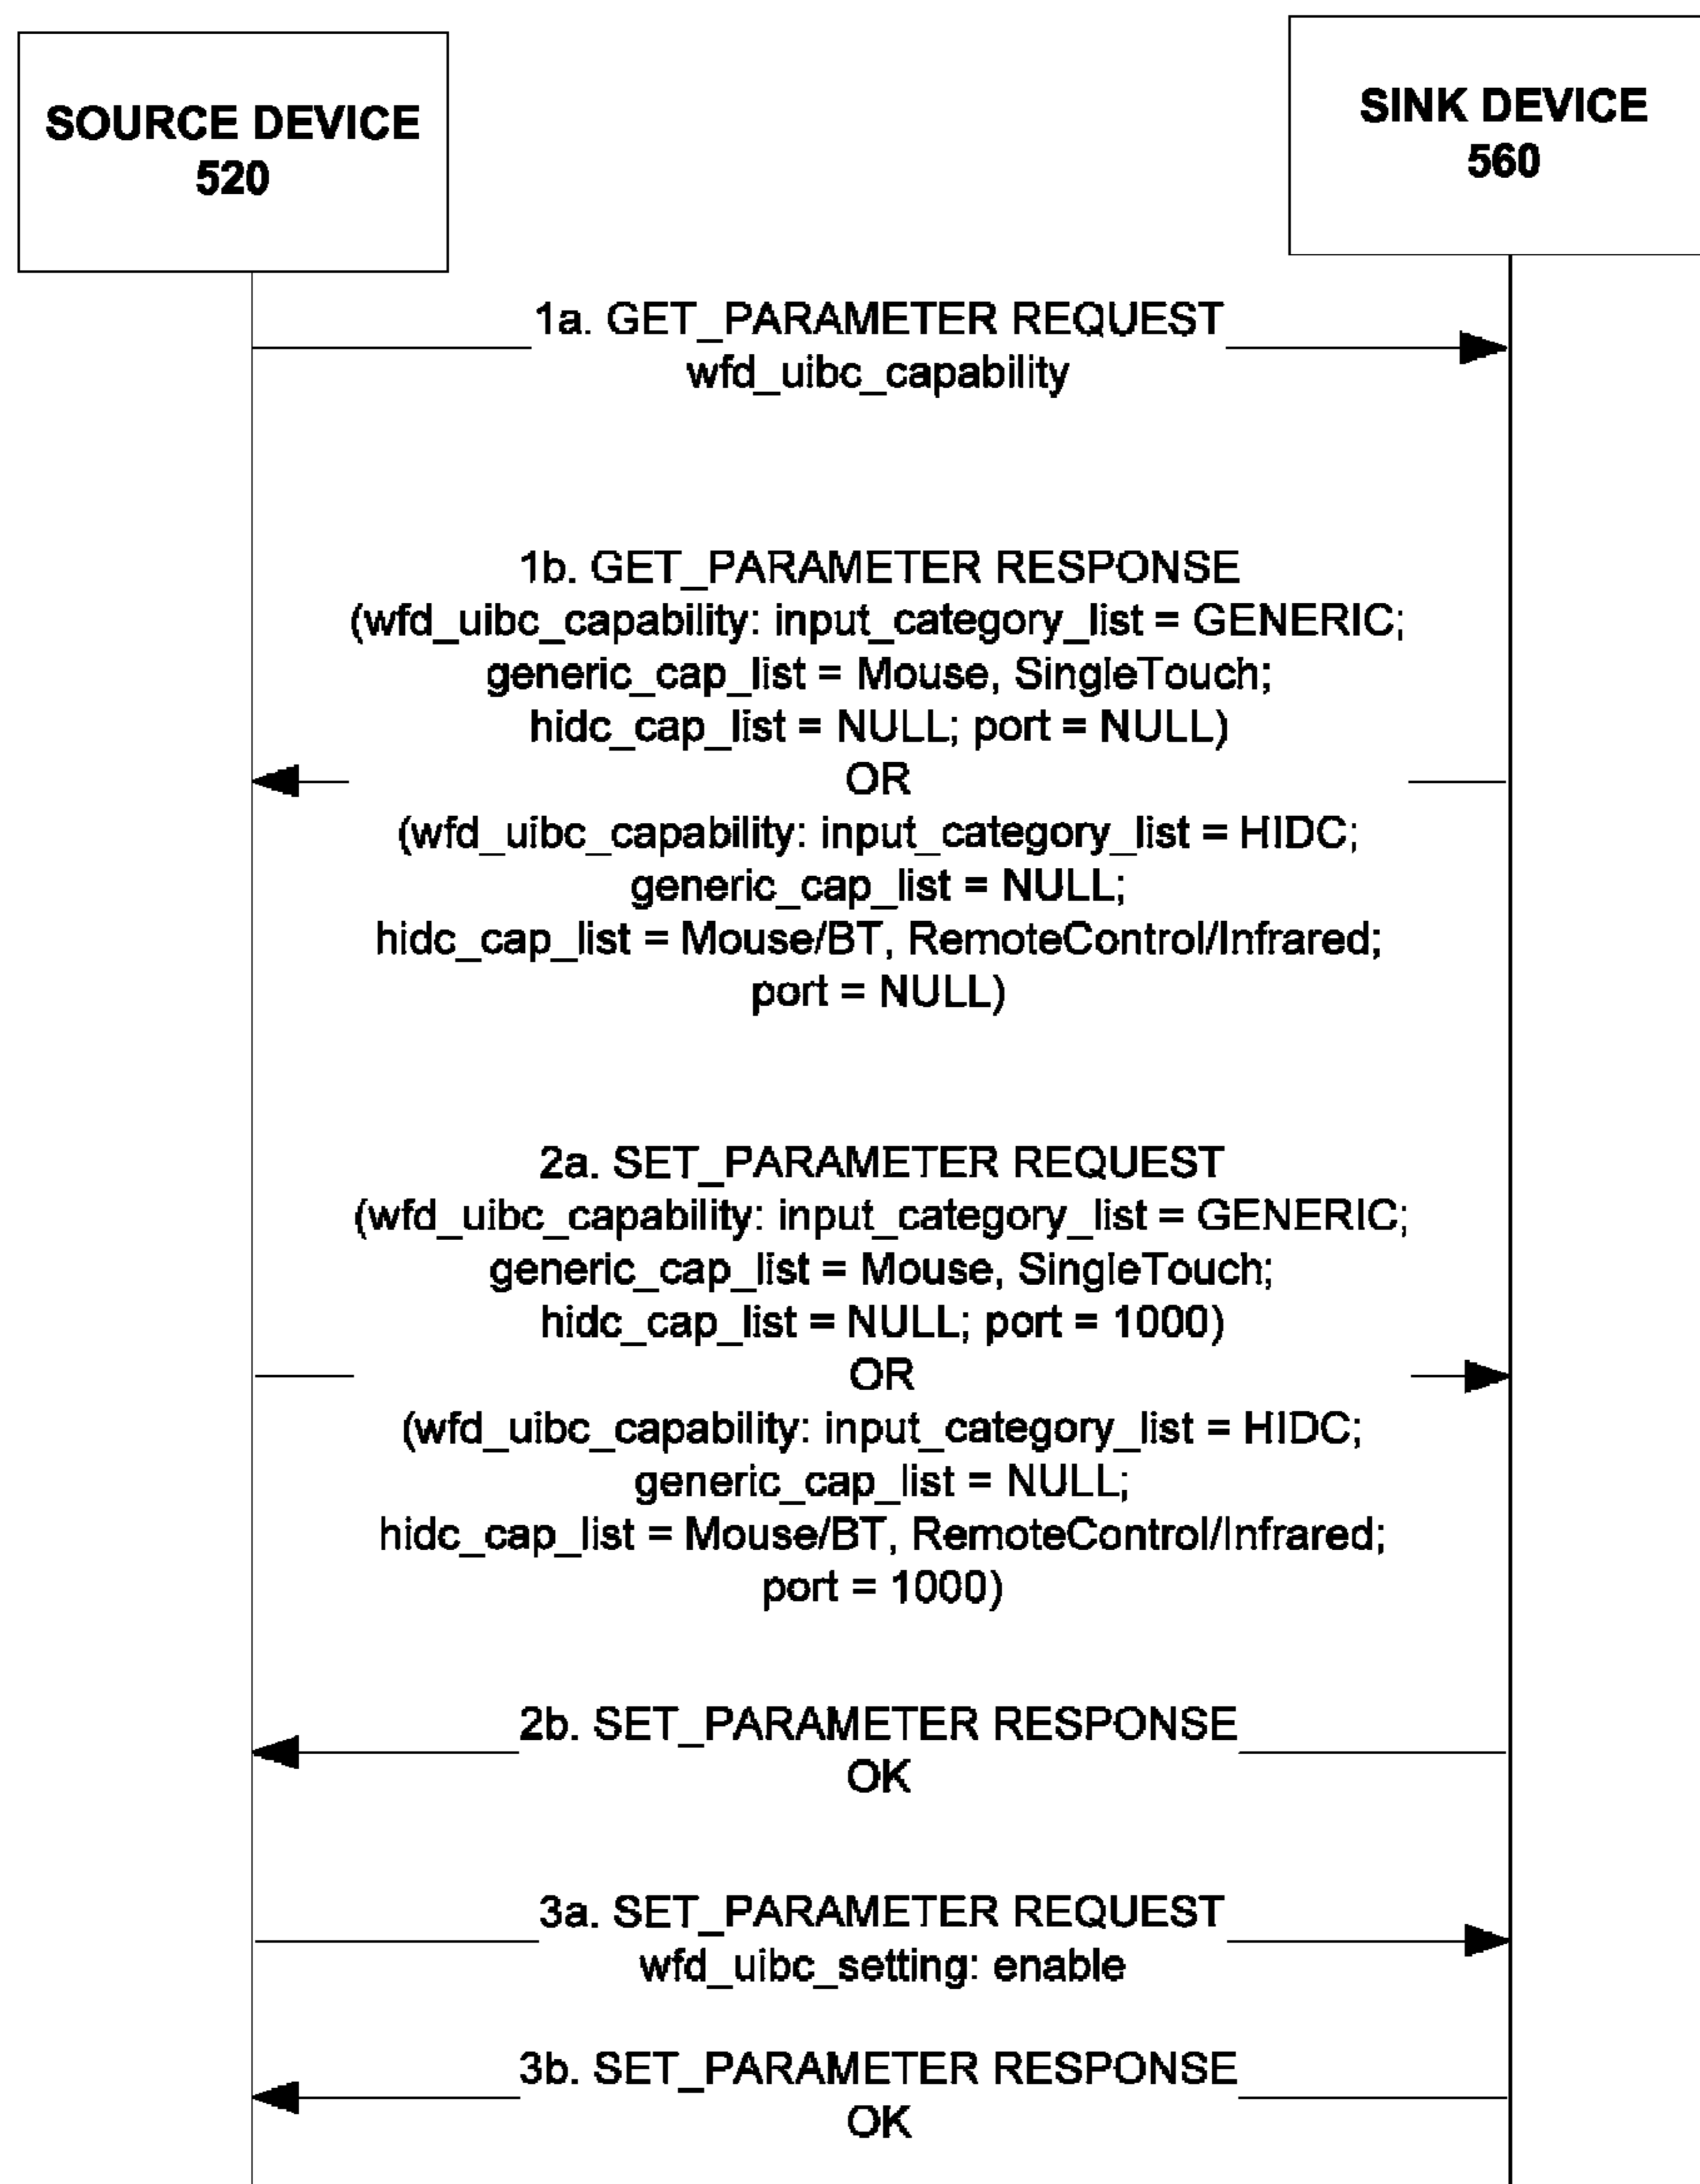 SOURCE DEVICE
520
SINK DEVICE
560
1a. GET_PARAMETER REQUEST
wfd_uibc_capability
1b. GET_PARAMETER RESPONSE
(wfd_uibc_capability: input_category_list = GENERIC;
generic_cap_list = Mouse, SingleTouch;
hidc_cap_list = NULL; port = NULL)
OR
(wfd_uibc_capability: input_category_list = HIDC;
generic_cap_list = NULL;
hidc_cap_list = Mouse/BT, RemoteControl/Infrared;
port = NULL)
2a. SET_PARAMETER REQUEST
(wfd_uibc_capability: input_category_list = GENERIC;
generic_cap_list = Mouse, SingleTouch;
hidc_cap_list = NULL; port = 1000)
OR
(wfd_uibc_capability: input_category_list = HIDC;
generic_cap_list = NULL;
hidc_cap_list = Mouse/BT, RemoteControl/Infrared;
port = 1000)
2b. SET_PARAMETER RESPONSE
OK
3a. SET_PARAMETER REQUEST
wfd_uibc_setting: enable
3b. SET_PARAMETER RESPONSE
OK